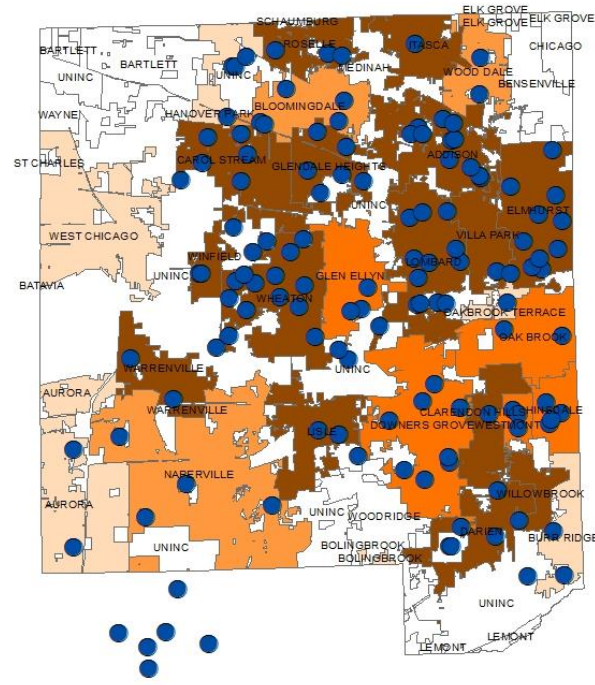 ELK GROVE
SCHAUMBURG
ELK GROVE
ELK GROVE
BARTLETT
ROSELLE
ITASCA
CHICAGO
BARTLETT
MEDINAH
UNINC
UNINC
WOOD DALE
BENSENVILLE
WAYNE
HANOVER PARK
BLOOMINGDALE
ST CHARLES
CAROL STREAM
GLENDALE HEIGHTS
ADDISON
UNINC
ELMHURST
WEST CHICAGO
VILLA PARK
WINFIELD
LOMBARD
UNINC
GLEN ELLYN
BATAVIA
WHEATON
OAKBROOK TERRACE
OAK BROOK
WARRENVILLE
UNINC
AURORA
WARRENVILLE
CLARENDON HILLS
HINSDALE
DOWNERS GROVE
WESTMONT
LISLE
NAPERVILLE
WILLOWBROOK
AURORA
UNINC
WOODRIDGE
DARIEN
BURR RIDGE
UNINC
BOLINGBROOK
BOLINGBROOK
UNINC
LEMONT
LEMONT